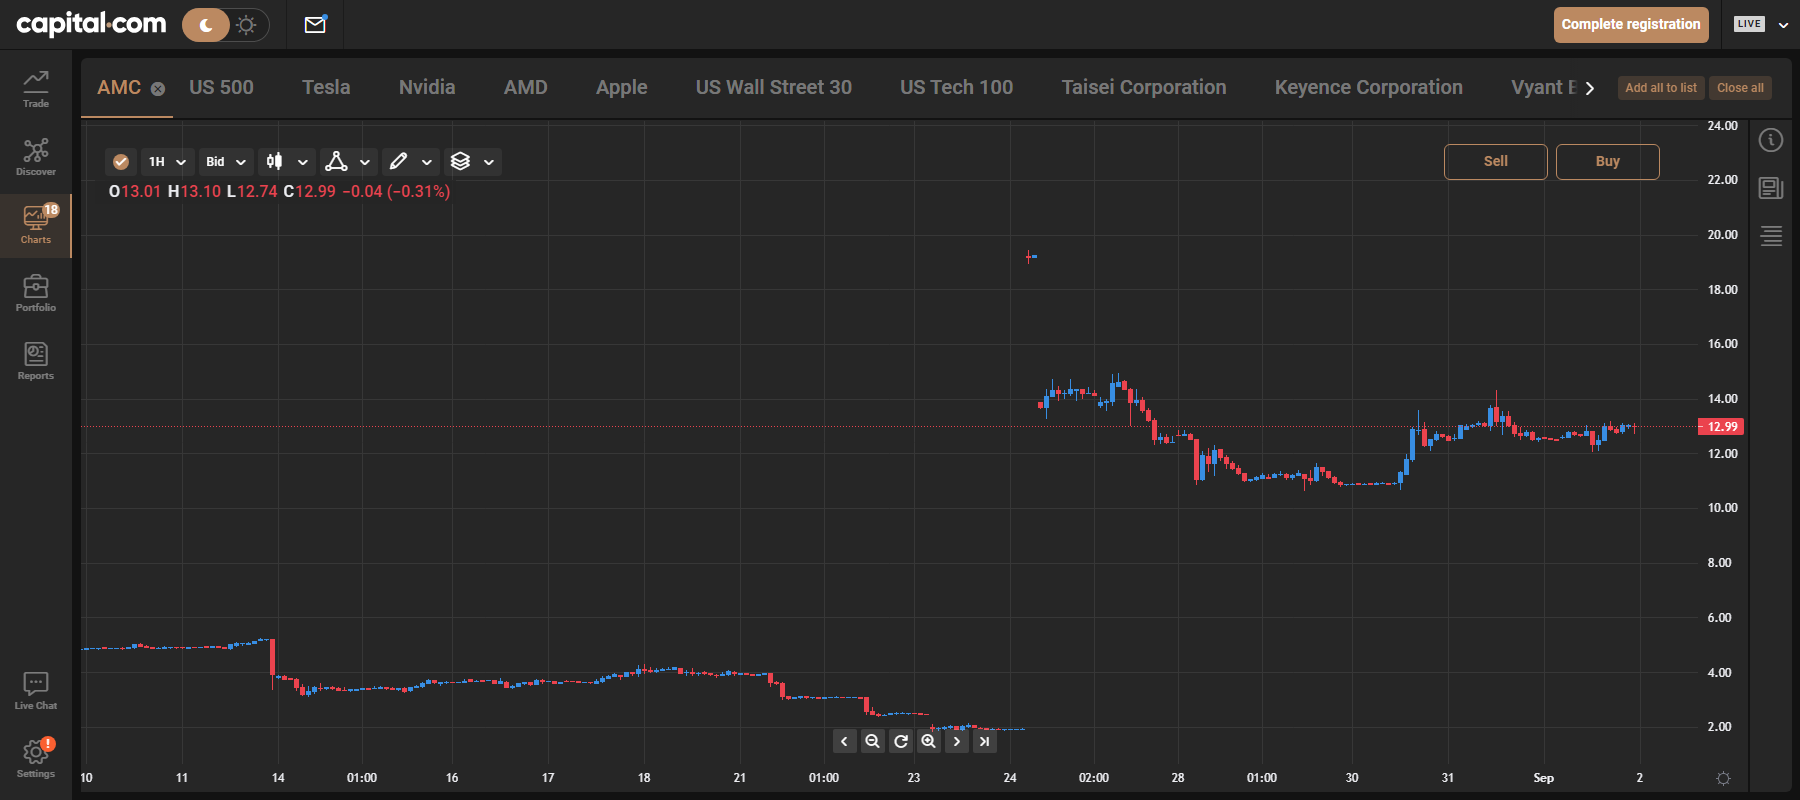 capital.com
Complete registration
LIVE
Trade
Discover
18
Charts
Portfolio
Reports
Live Chat
!
Settings
AMC US 500 Tesla Nvidia AMD Apple US Wall Street 30 US Tech 100 Taisei Corporation Keyence Corporation Vyant
Add all to list Close all
1H Bid
Sell Buy
O13.01 H13.10 L12.74 C12.99 −0.04 (−0.31%)
24.00
22.00
20.00
18.00
16.00
14.00
12.99
12.00
10.00
8.00
6.00
4.00
2.00
10 11 14 01:00 16 17 18 21 01:00 23 24 02:00 28 01:00 30 31 Sep 2